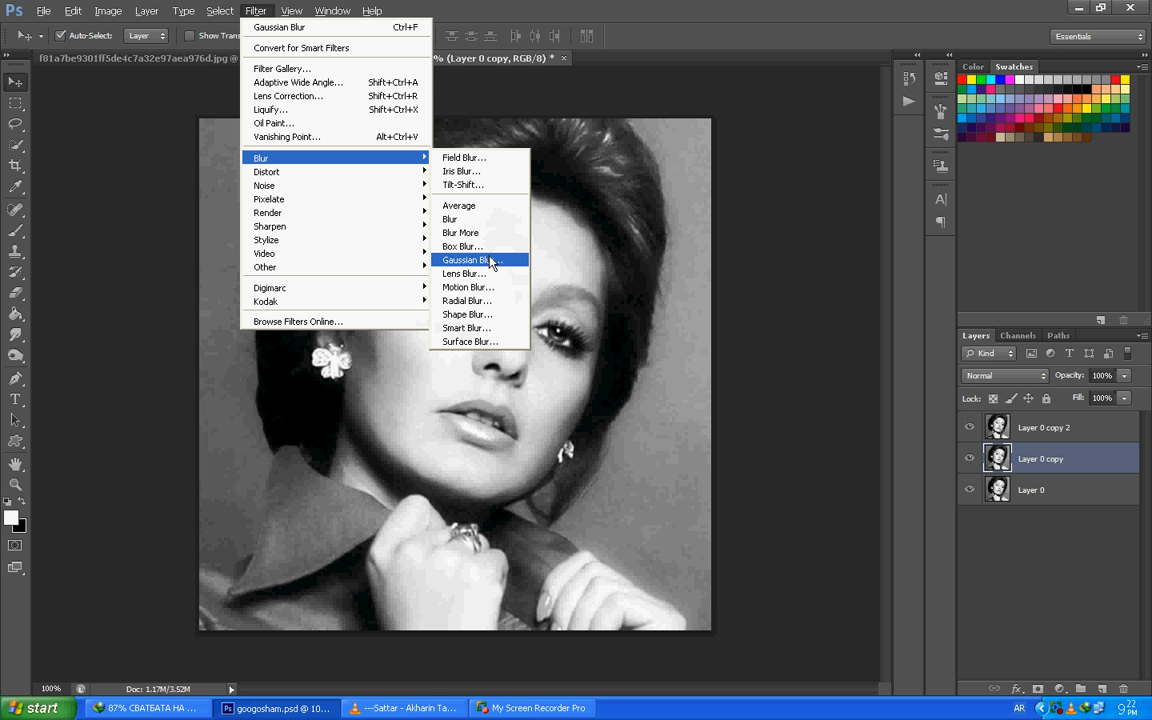 Ps File Edit Image Layer Type Select Filter View Window Help
Auto-Select: Layer Show Trans
Essentials
f81a7be9301ff5de4c7a32e97aea976d.jpg @
% (Layer 0 copy, RGB/8) *
Gaussian Blur Ctrl+F
Convert for Smart Filters
Filter Gallery...
Adaptive Wide Angle... Shift+Ctrl+A
Lens Correction... Shift+Ctrl+R
Liquify... Shift+Ctrl+X
Oil Paint...
Vanishing Point... Alt+Ctrl+V
Blur
Distort
Noise
Pixelate
Render
Sharpen
Stylize
Video
Other
Digimarc
Kodak
Browse Filters Online...
Field Blur...
Iris Blur...
Tilt-Shift...
Average
Blur
Blur More
Box Blur...
Gaussian Blur...
Lens Blur...
Motion Blur...
Radial Blur...
Shape Blur...
Smart Blur...
Surface Blur...
Color Swatches
Layers Channels Paths
Kind
Normal Opacity: 100%
Lock: Fill: 100%
Layer 0 copy 2
Layer 0 copy
Layer 0
100% Doc: 1.17M/3.52M
start 87% СВАТБАТА НА ... googosham.psd @ 10... ---Sattar - Akharin Ta... My Screen Recorder Pro AR 9:22 PM